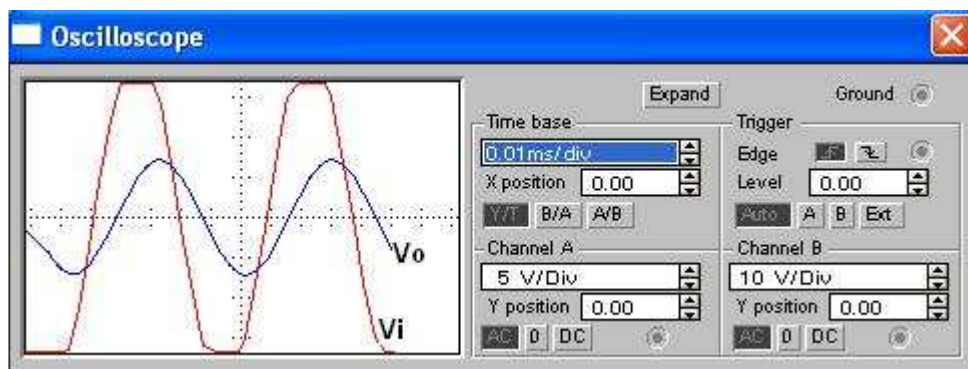 Oscilloscope
Expand
Ground
Time base
0.01ms/div
X position 0.00
Y/T B/A A/B
Trigger
Edge
Level 0.00
Auto A B Ext
Channel A
5 V/Div
Y position 0.00
AC 0 DC
Channel B
10 V/Div
Y position 0.00
AC 0 DC
Vo
Vi